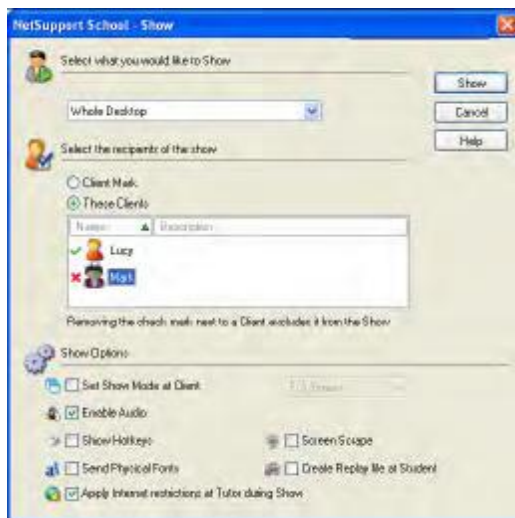 NetSupport School - Show
Select what you would like to Show
Show
Whole Desktop
Cancel
Help
Select the recipients of the show
Client Mark
These Clients
Name Description
Lucy
Mark
Removing the check mark next to a Client excludes it from the Show
Show Options
Set Show Mode at Client
Enable Audio
Show Hotkeys
Screen Scrape
Send Physical Fonts
Create Replay file at Student
Apply Internet restrictions at Tutor during Show